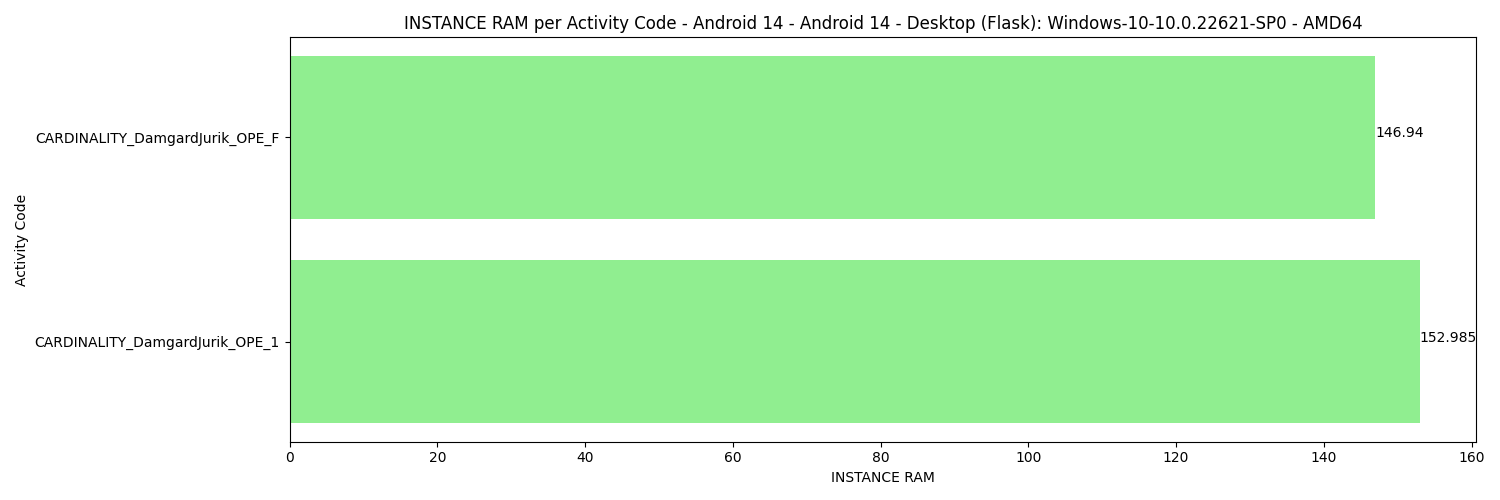 INSTANCE RAM per Activity Code - Android 14 - Android 14 - Desktop (Flask): Windows-10-10.0.22621-SP0 - AMD64
CARDINALITY_DamgardJurik_OPE_F
146.94
Activity Code
CARDINALITY_DamgardJurik_OPE_1
152.985
0 20 40 60 80 100 120 140 160
INSTANCE RAM